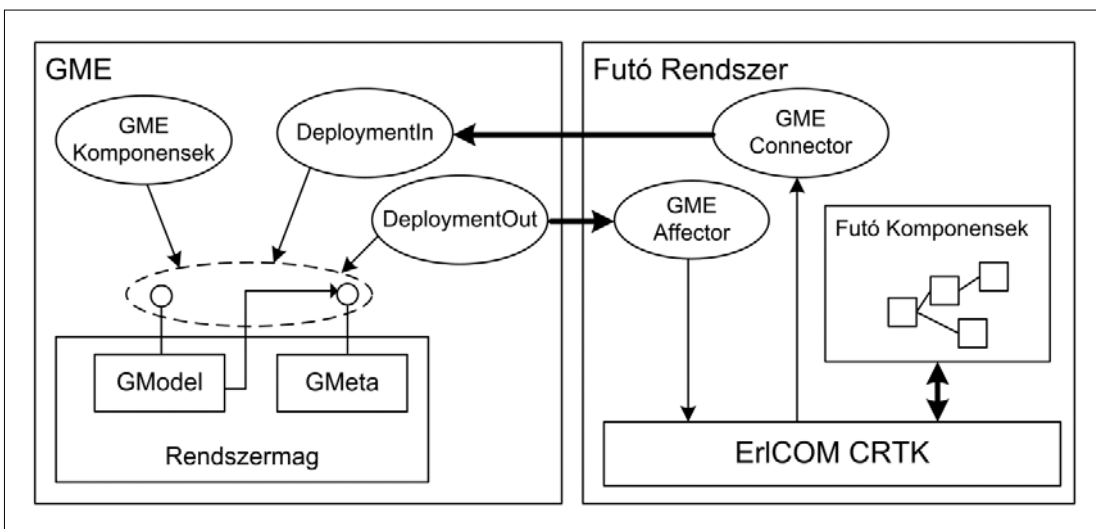 GME
GME
Komponensek
DeploymentIn
DeploymentOut
GModel
GMeta
Rendszermag
Futó Rendszer
GME
Connector
GME
Affector
Futó Komponensek
ErlCOM CRTK